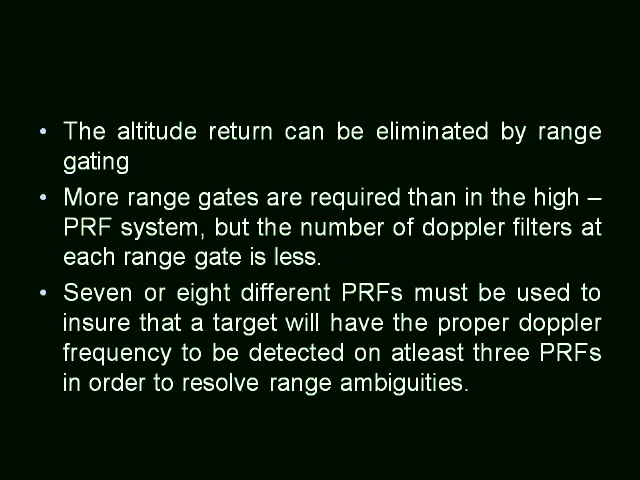 • The altitude return can be eliminated by range
gating
• More range gates are required than in the high –
PRF system, but the number of doppler filters at
each range gate is less.
• Seven or eight different PRFs must be used to
insure that a target will have the proper doppler
frequency to be detected on atleast three PRFs
in order to resolve range ambiguities.